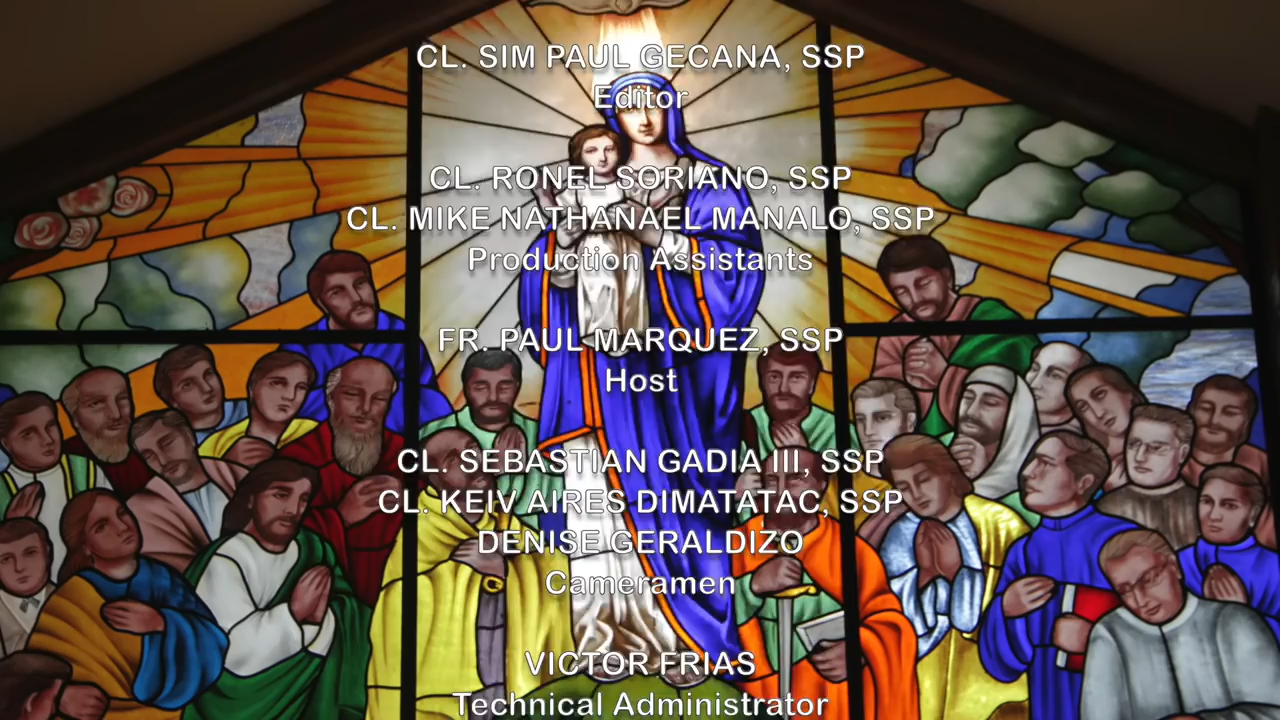 CL. SIM PAUL GECANA, SSP
Editor
CL. RONEL SORIANO, SSP
CL. MIKE NATHANAEL MANALO, SSP
Production Assistants
FR. PAUL MARQUEZ, SSP
Host
CL. SEBASTIAN GADIA III, SSP
CL. KEIV AIRES DIMATATAC, SSP
DENISE GERALDIZO
Cameramen
VICTOR FRIAS
Technical Administrator